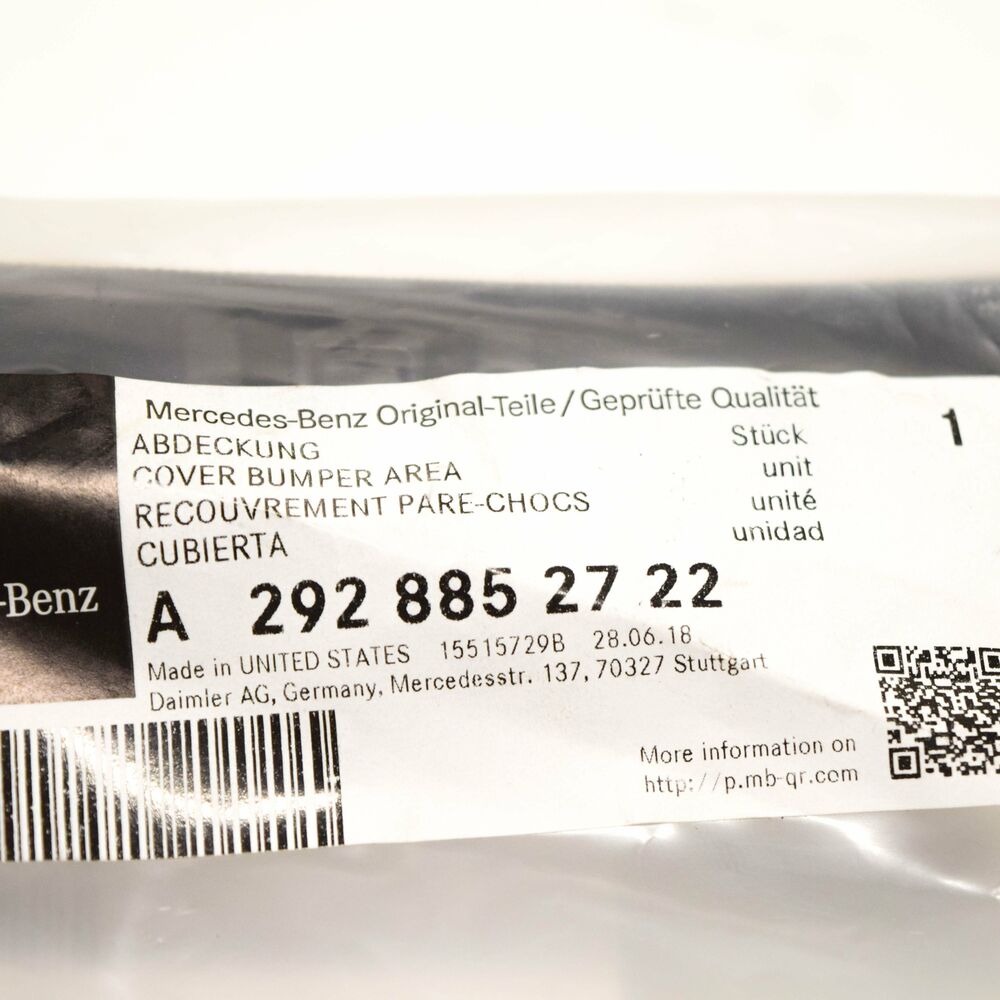 Mercedes-Benz Original-Teile/Geprüfte Qualität
ABDECKUNG Stück 1
COVER BUMPER AREA unit
RECOUVREMENT PARE-CHOCS unité
CUBIERTA unidad
-Benz
A 292 885 27 22
Made in UNITED STATES 15515729B 28.06.18
Daimler AG, Germany, Mercedesstr. 137, 70327 Stuttgart
More information on
http://p.mb-qr.com